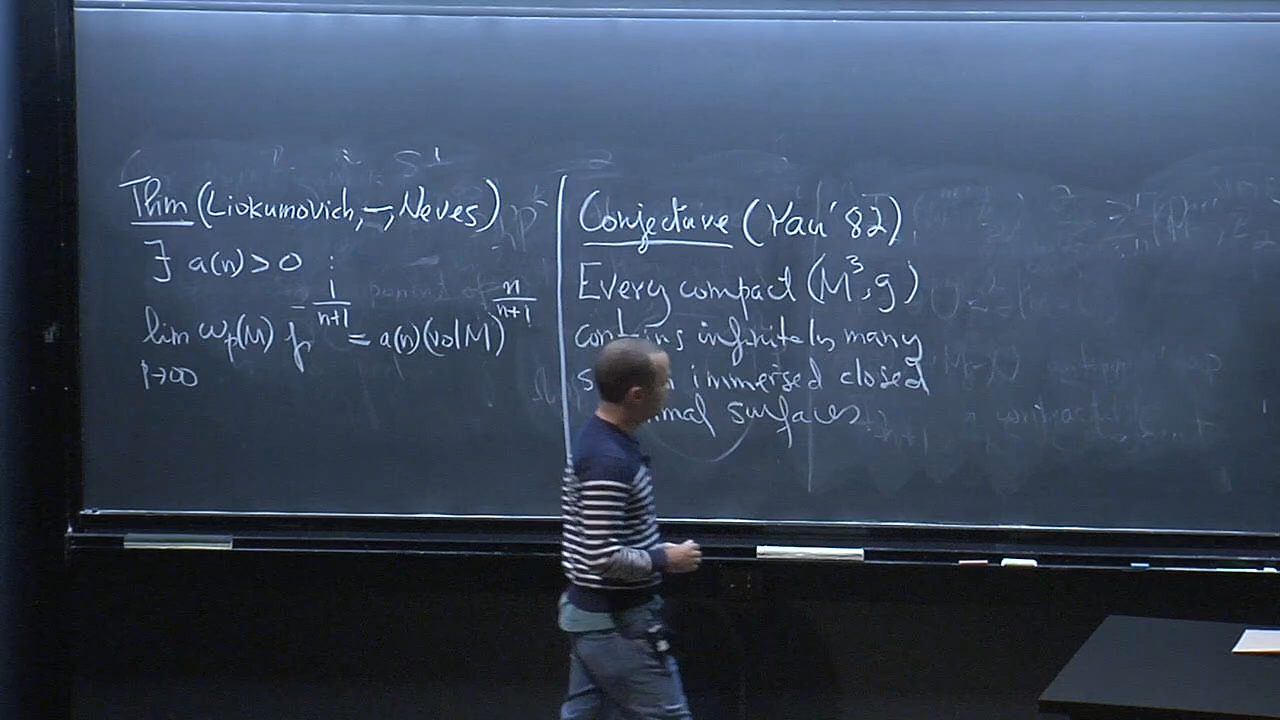 Thm (Liokumovich, –, Neves)
∃ a(n) > 0 :
lim ω_p(M) p^{-1/(n+1)} = a(n)(vol M)^{n/(n+1)}
p→∞
Conjecture (Yau '82)
Every compact (M³, g)
infinitely many
immersed closed
surfaces